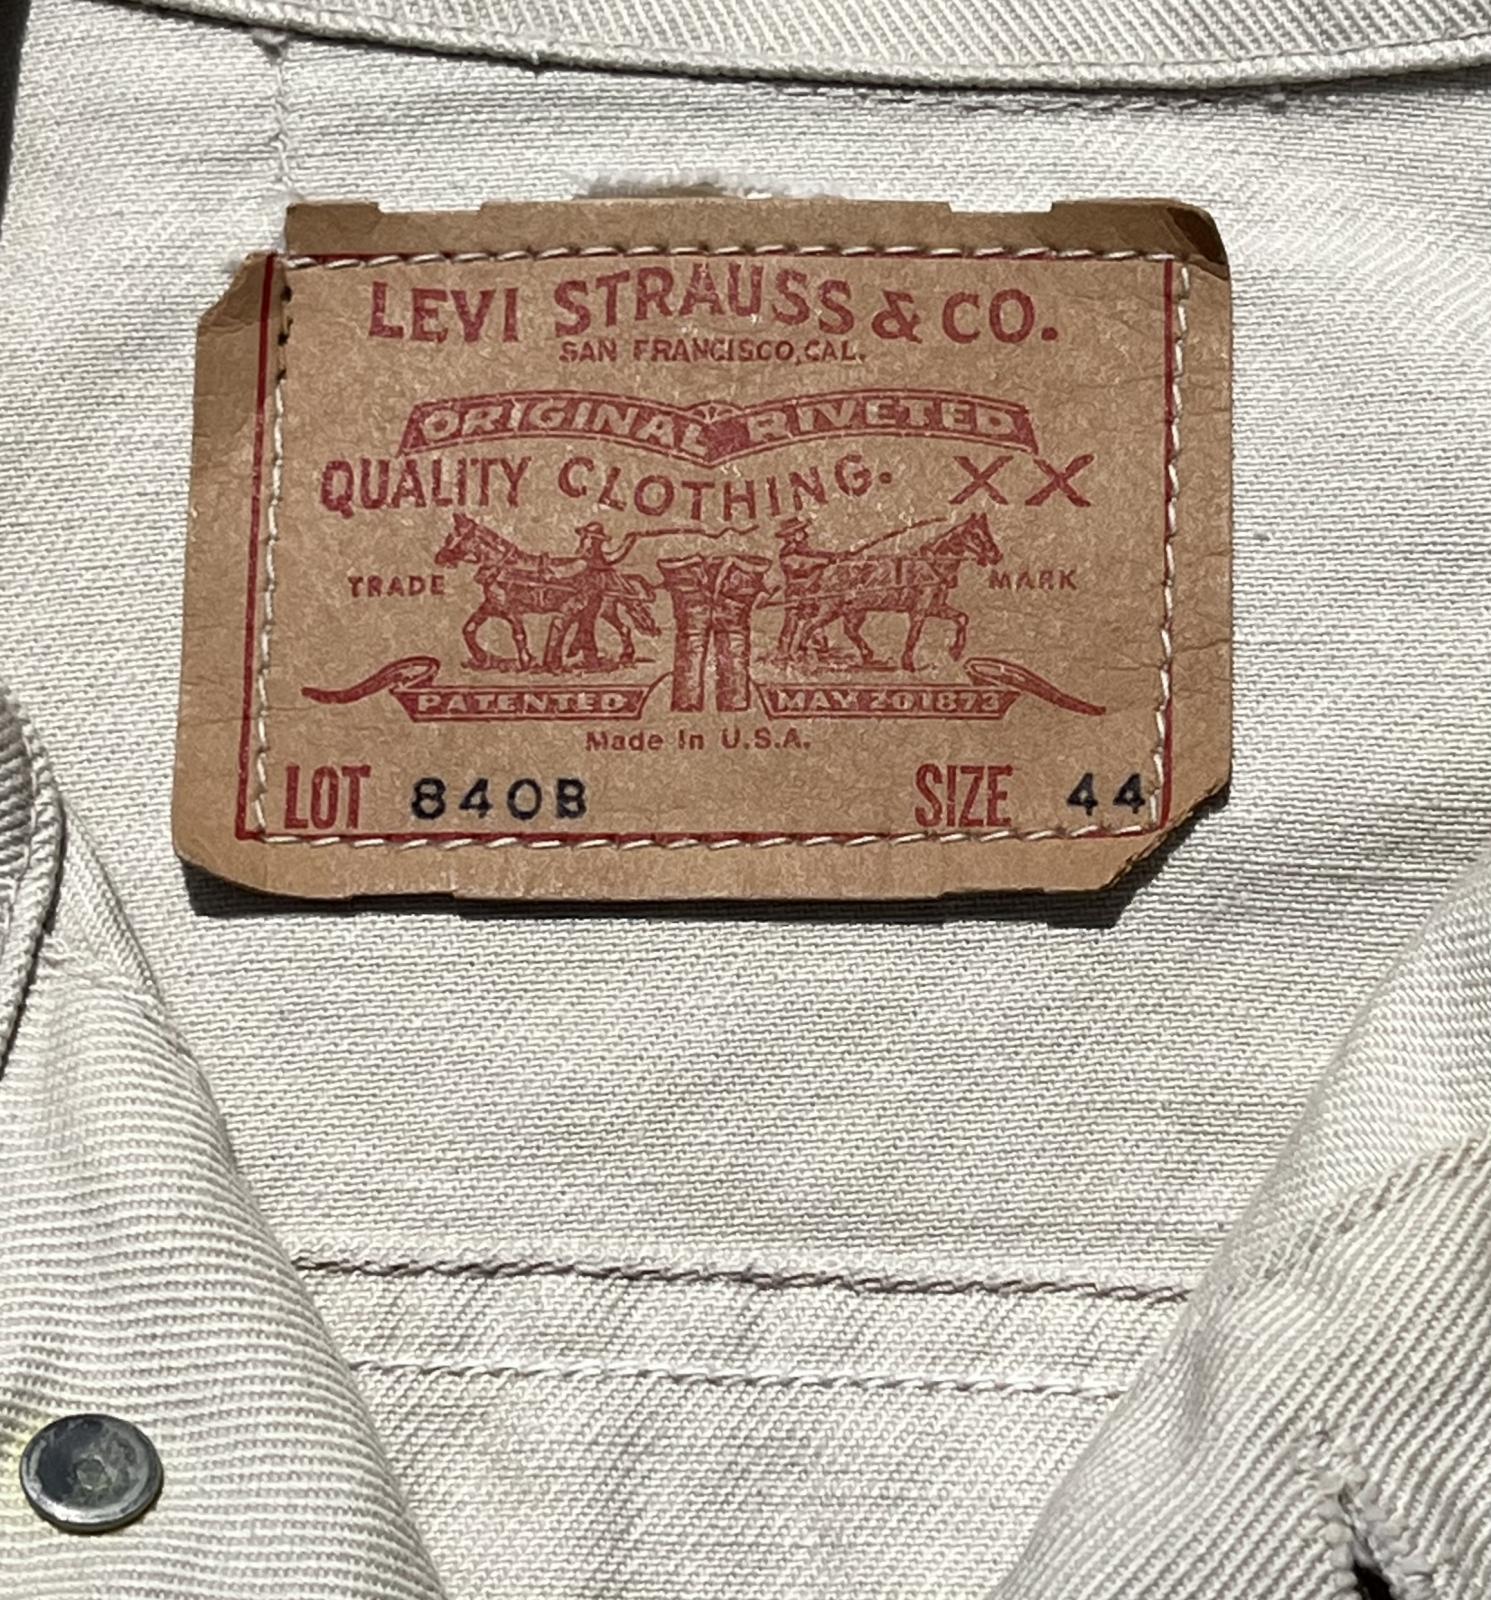 LEVI STRAUSS & CO.
SAN FRANCISCO, CAL.
ORIGINAL RIVETED
QUALITY CLOTHING. XX
TRADE MARK
PATENTED MAY 20 1873
Made In U.S.A.
LOT 840B SIZE 44